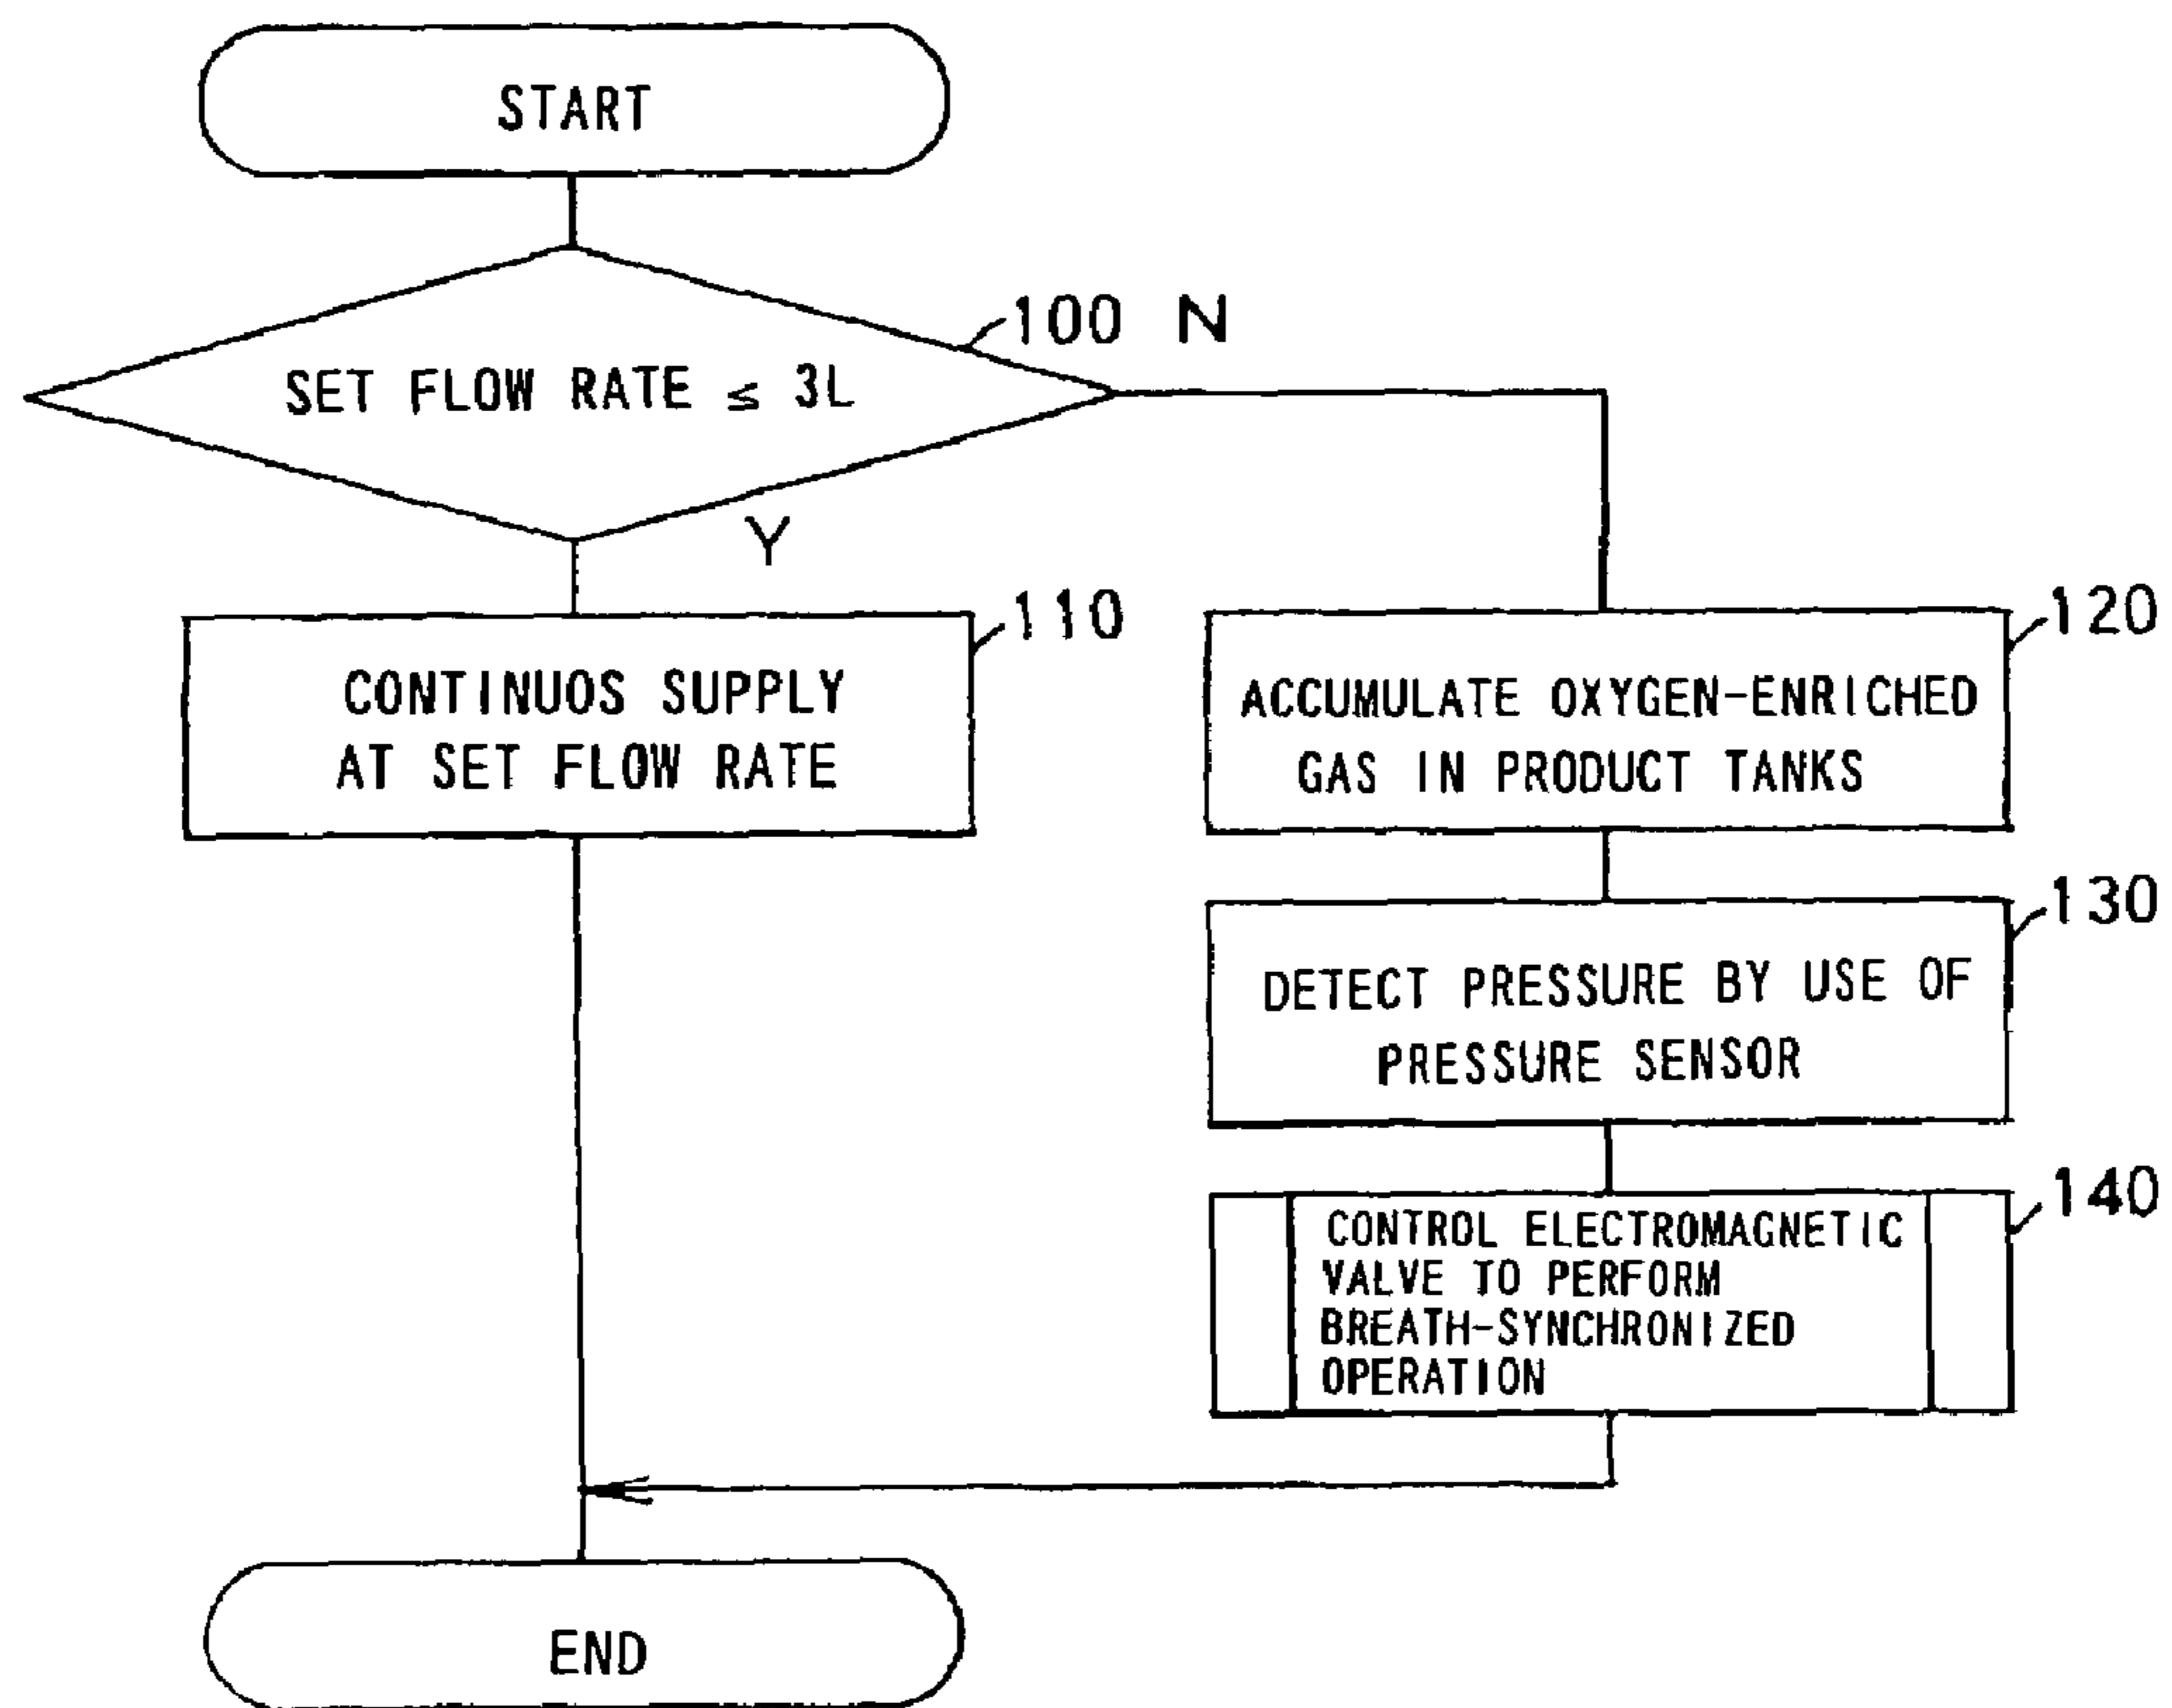 START
100 N
SET FLOW RATE ≤ 3L
Y
110
CONTINUOS SUPPLY
AT SET FLOW RATE
120
ACCUMULATE OXYGEN-ENRICHED
GAS IN PRODUCT TANKS
130
DETECT PRESSURE BY USE OF
PRESSURE SENSOR
140
CONTROL ELECTROMAGNETIC
VALVE TO PERFORM
BREATH-SYNCHRONIZED
OPERATION
END